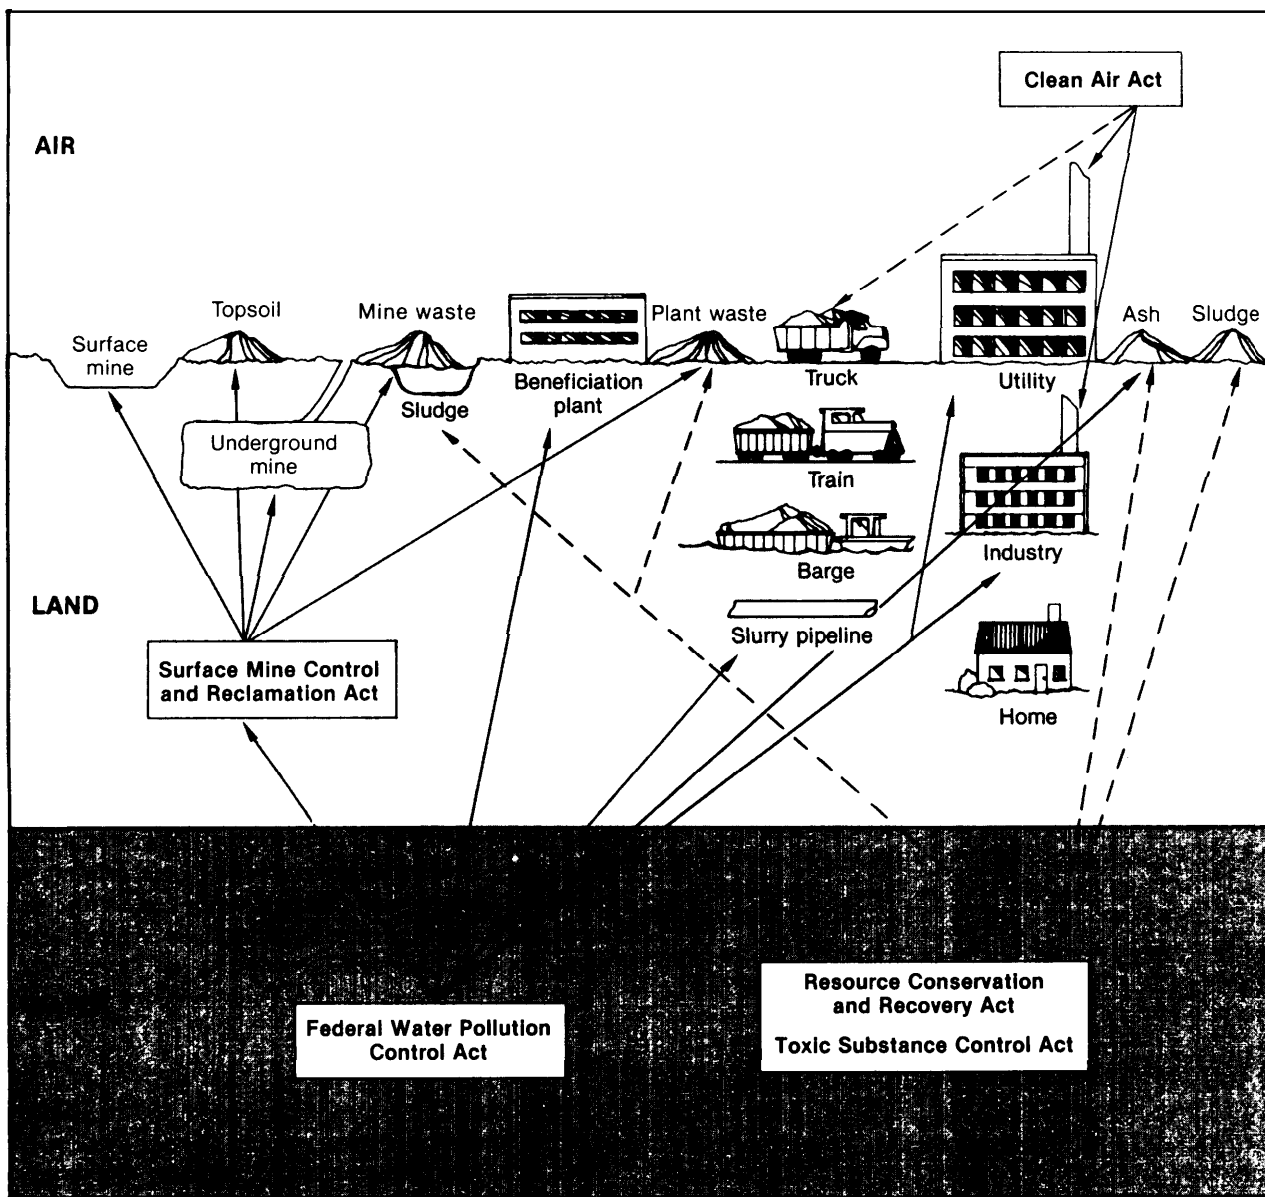 Clean Air Act
AIR
Topsoil
Mine waste
Plant waste
Ash
Sludge
Surface
mine
Sludge
Beneficiation
plant
Truck
Utility
Underground
mine
Train
Industry
Barge
LAND
Slurry pipeline
Surface Mine Control
and Reclamation Act
Home
Resource Conservation
and Recovery Act
Toxic Substance Control Act
Federal Water Pollution
Control Act